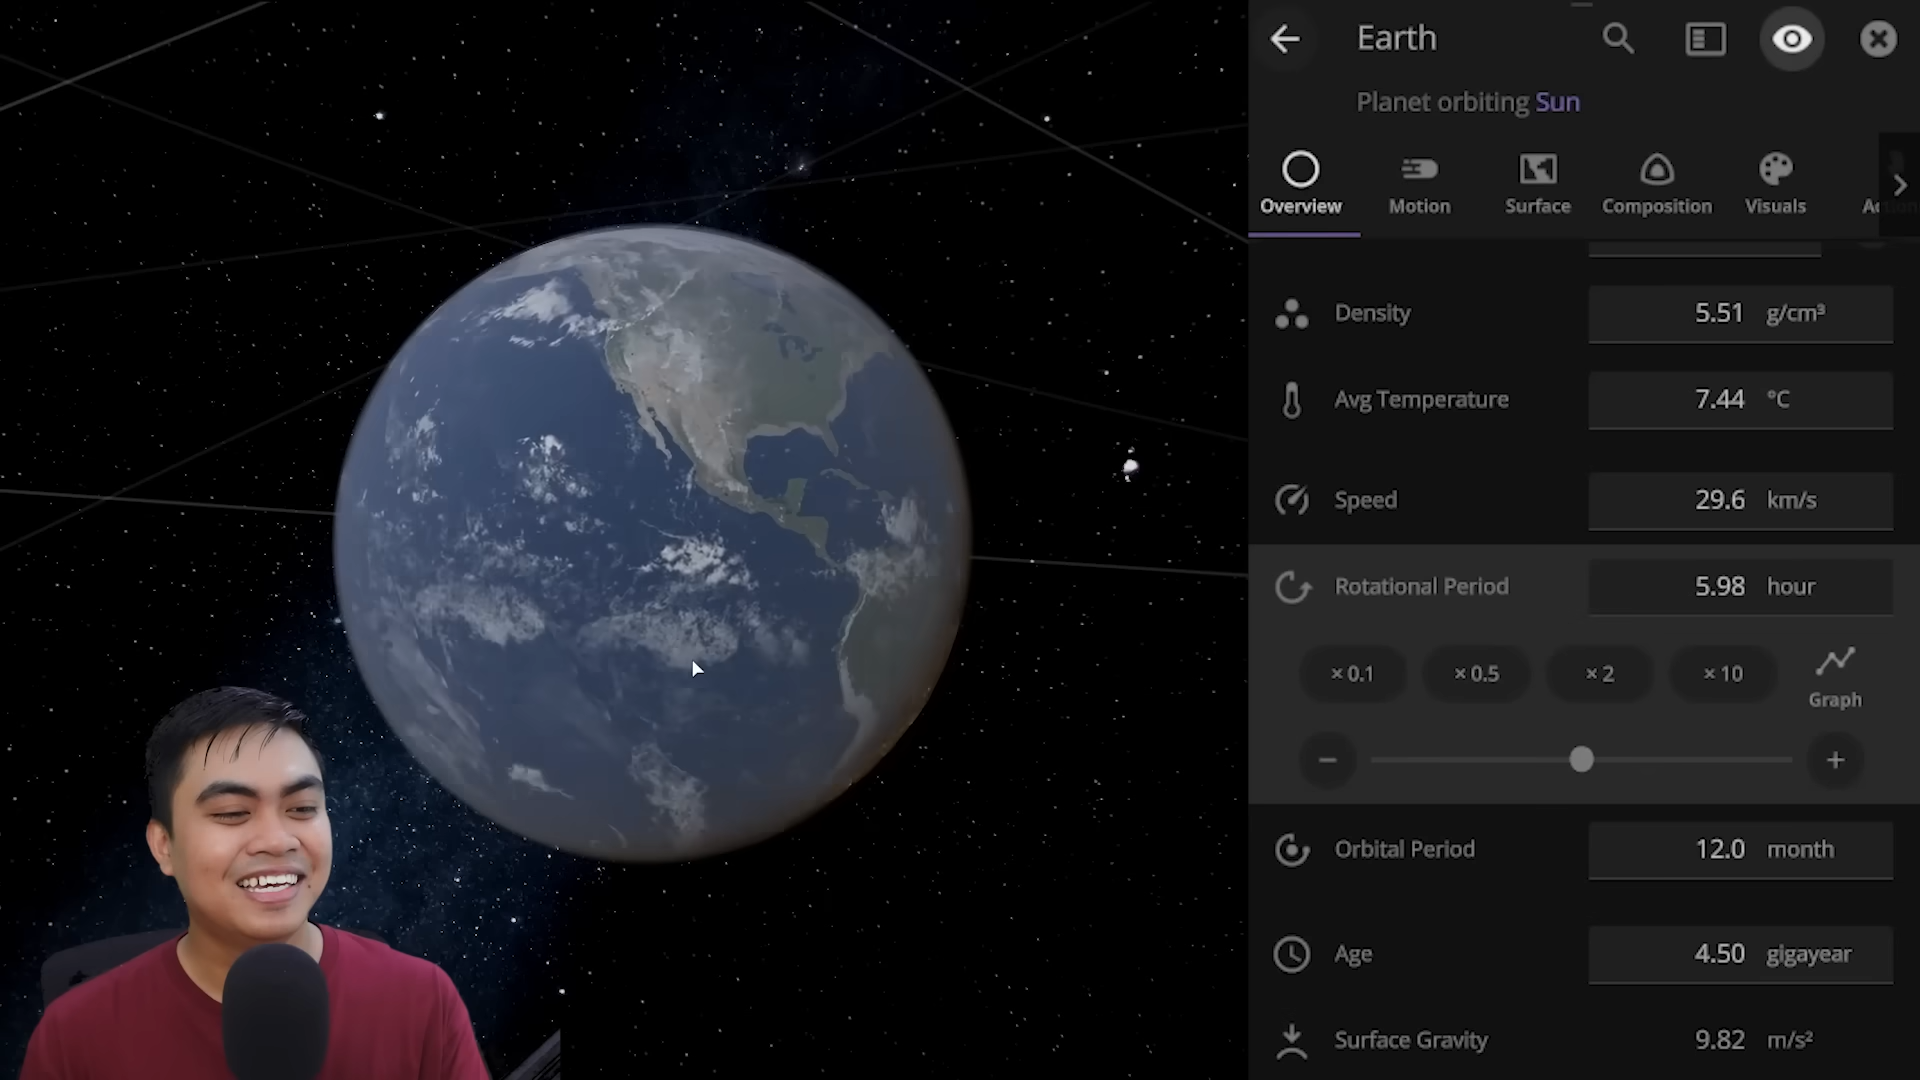 Earth
Planet orbiting Sun
Overview
Motion
Surface
Composition
Visuals
Density 5.51 g/cm³
Avg Temperature 7.44 °C
Speed 29.6 km/s
Rotational Period 5.98 hour
× 0.1 × 0.5 × 2 × 10
Graph
Orbital Period 12.0 month
Age 4.50 gigayear
Surface Gravity 9.82 m/s²